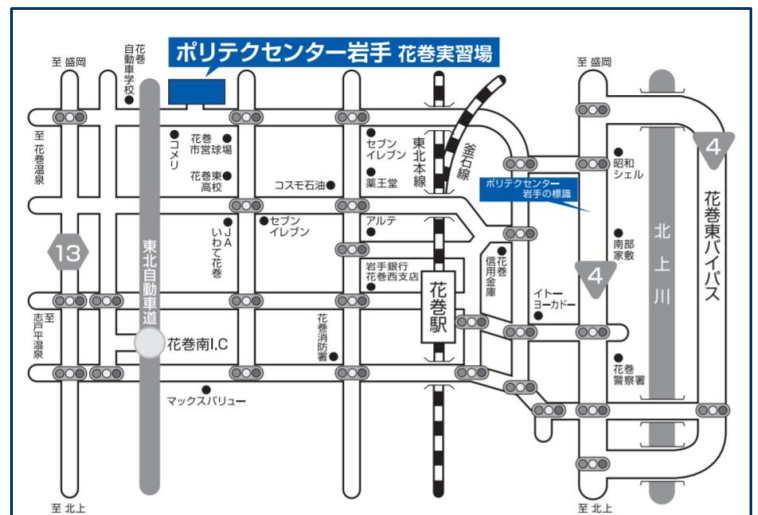 ポリテクセンター岩手 花巻実習場
至 盛岡
花巻
自動車学校
至 盛岡
至 花巻温泉
コメリ
花巻
市営球場
花巻東
高校
セブン
イレブン
薬王堂
コスモ石油
東北本線
釜石線
昭和
シェル
4
ポリテクセンター
岩手の標識
JA
いわて花巻
セブン
イレブン
アルテ
13
東北自動車道
岩手銀行
花巻西支店
花巻駅
花巻
信用金庫
南部
家敷
4
北上川
花巻東バイパス
イトー
ヨーカドー
至
志戸平温泉
花巻南I.C
花巻消防署
花巻
警察署
マックスバリュー
至 北上
至 北上